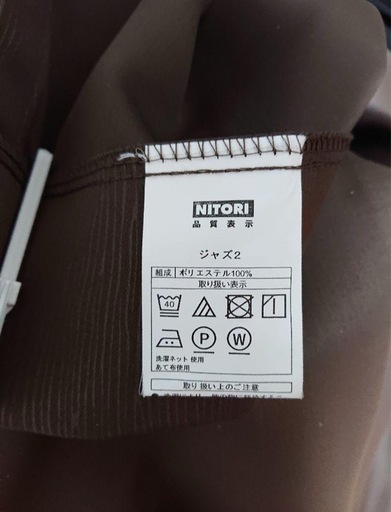 NITORI
品質表示
ジャズ2
組成 ポリエステル100%
取り扱い表示
40
P W
洗濯ネット使用
あて布使用
取り扱い上のご注意